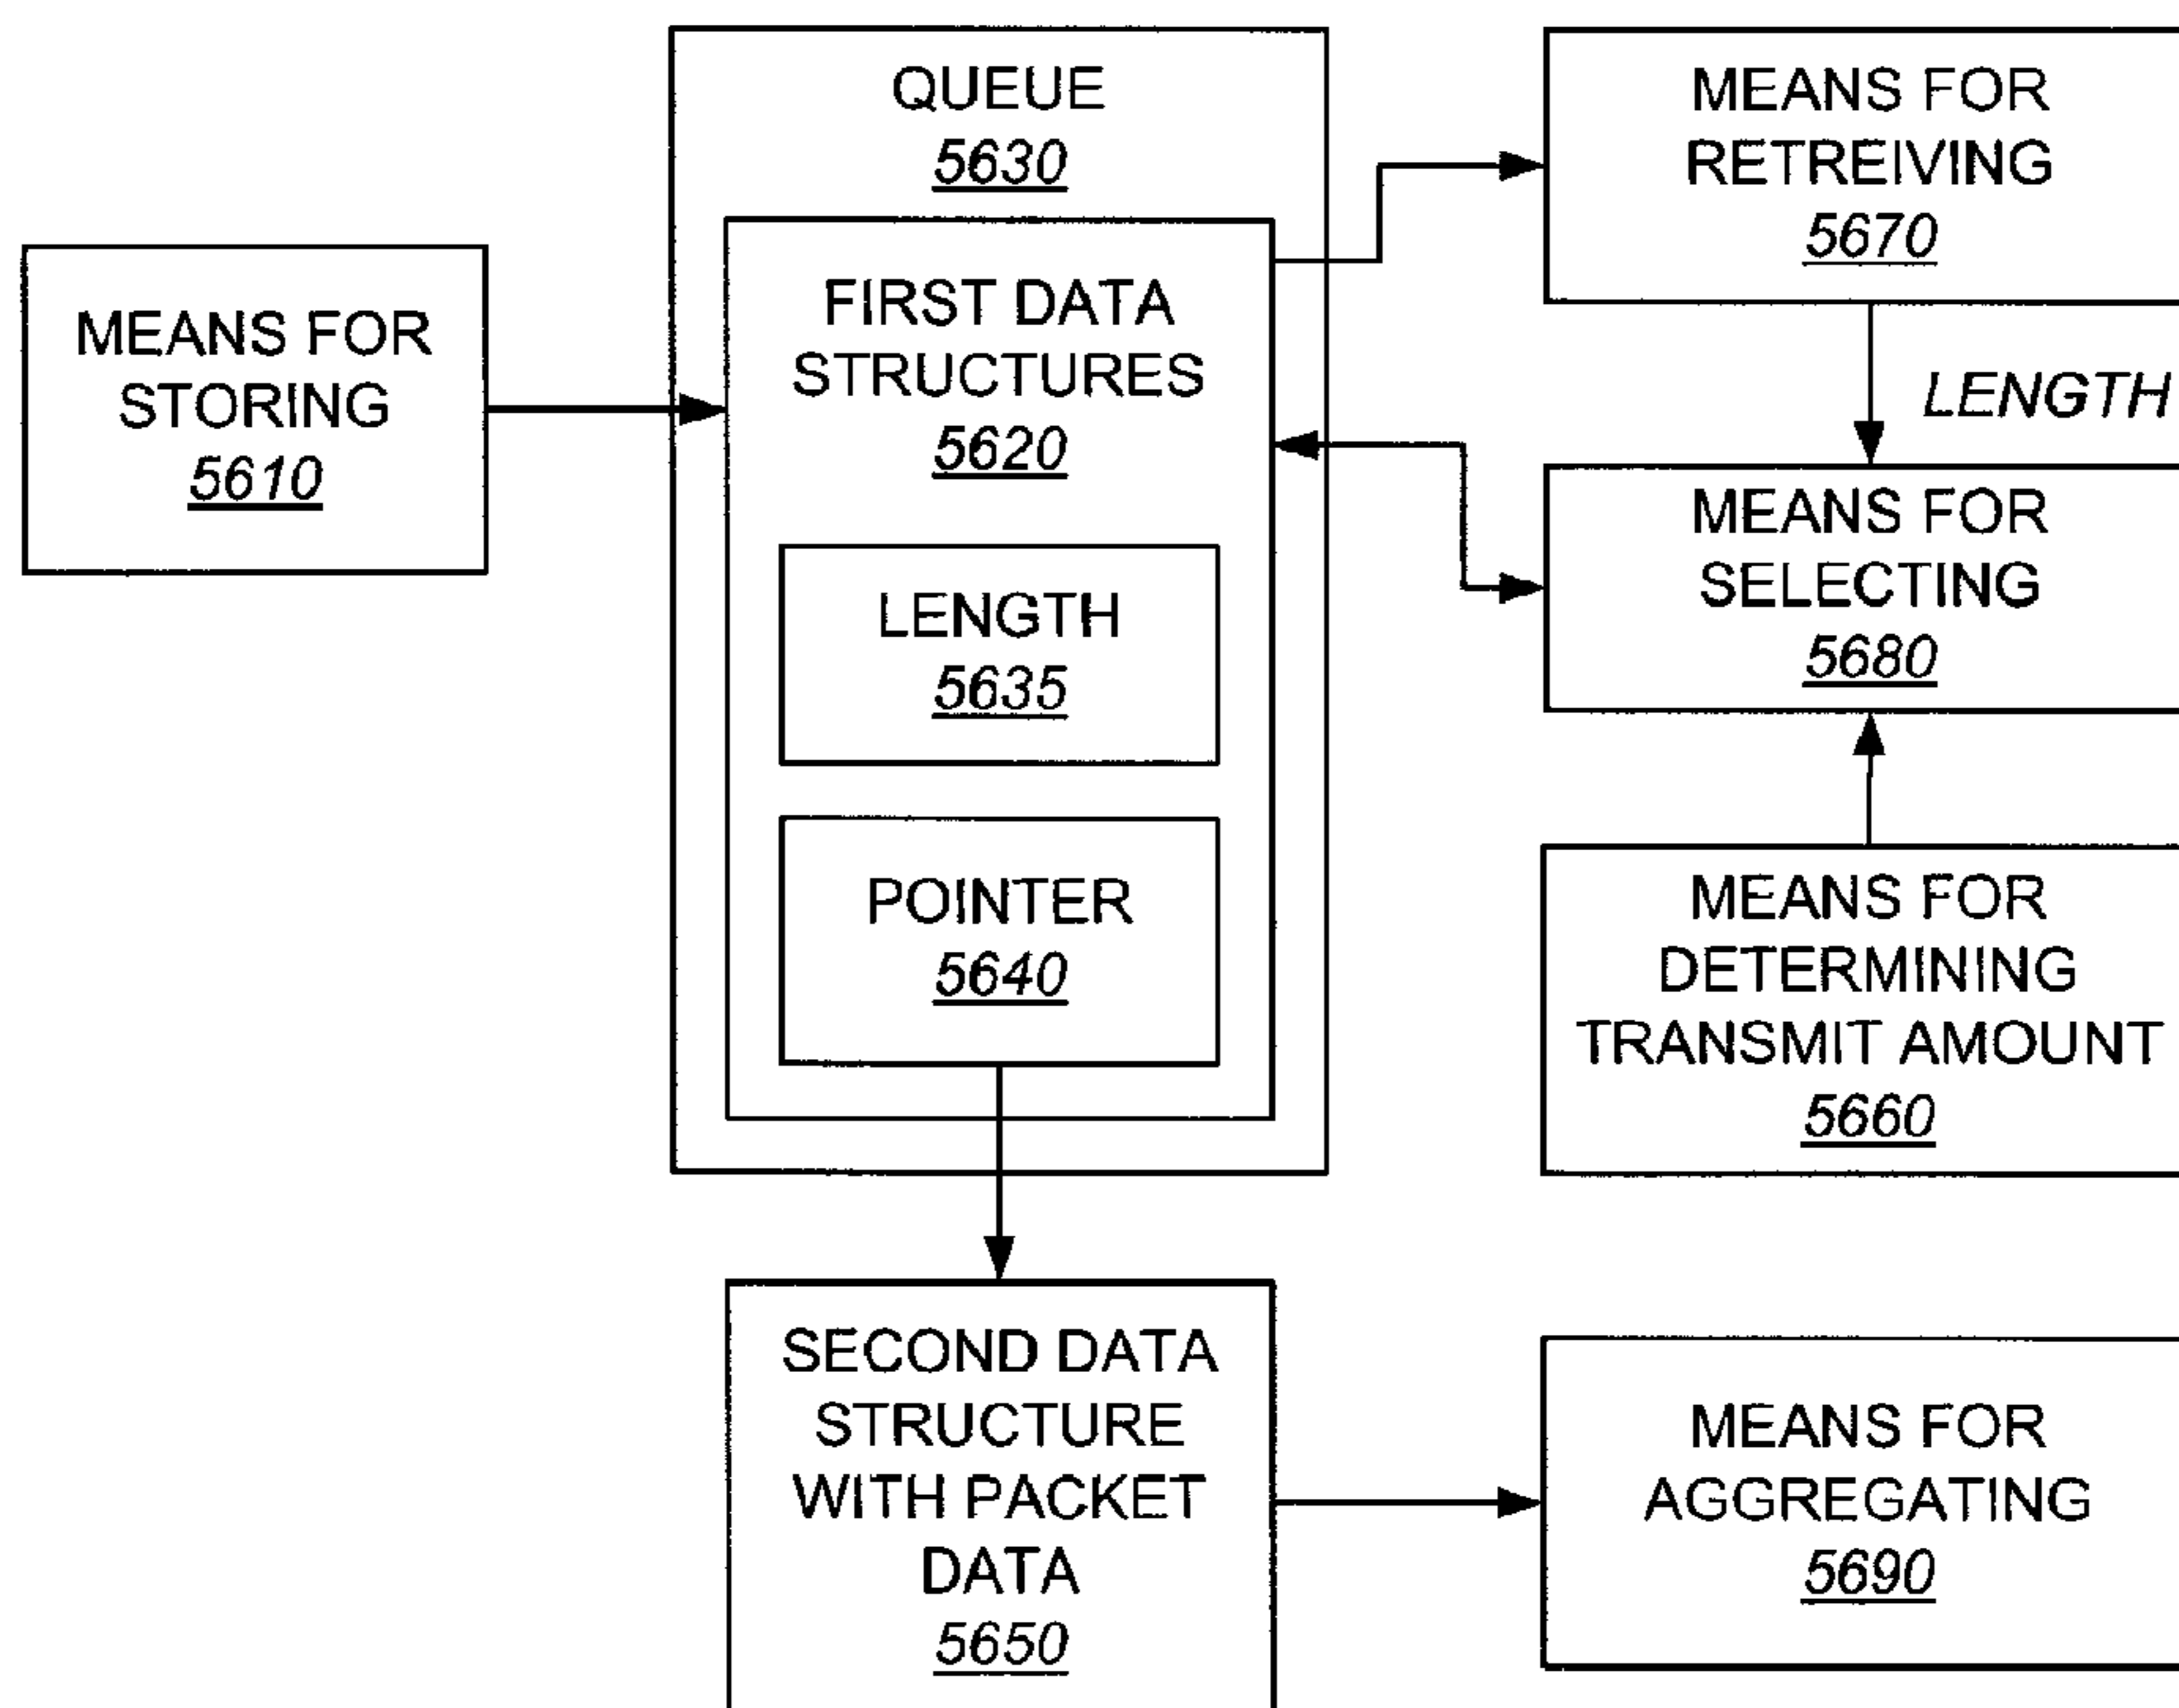 QUEUE
5630
MEANS FOR
RETREIVING
5670
FIRST DATA
STRUCTURES
5620
MEANS FOR
STORING
5610
LENGTH
MEANS FOR
SELECTING
5680
LENGTH
5635
POINTER
5640
MEANS FOR
DETERMINING
TRANSMIT AMOUNT
5660
SECOND DATA
STRUCTURE
WITH PACKET
DATA
5650
MEANS FOR
AGGREGATING
5690